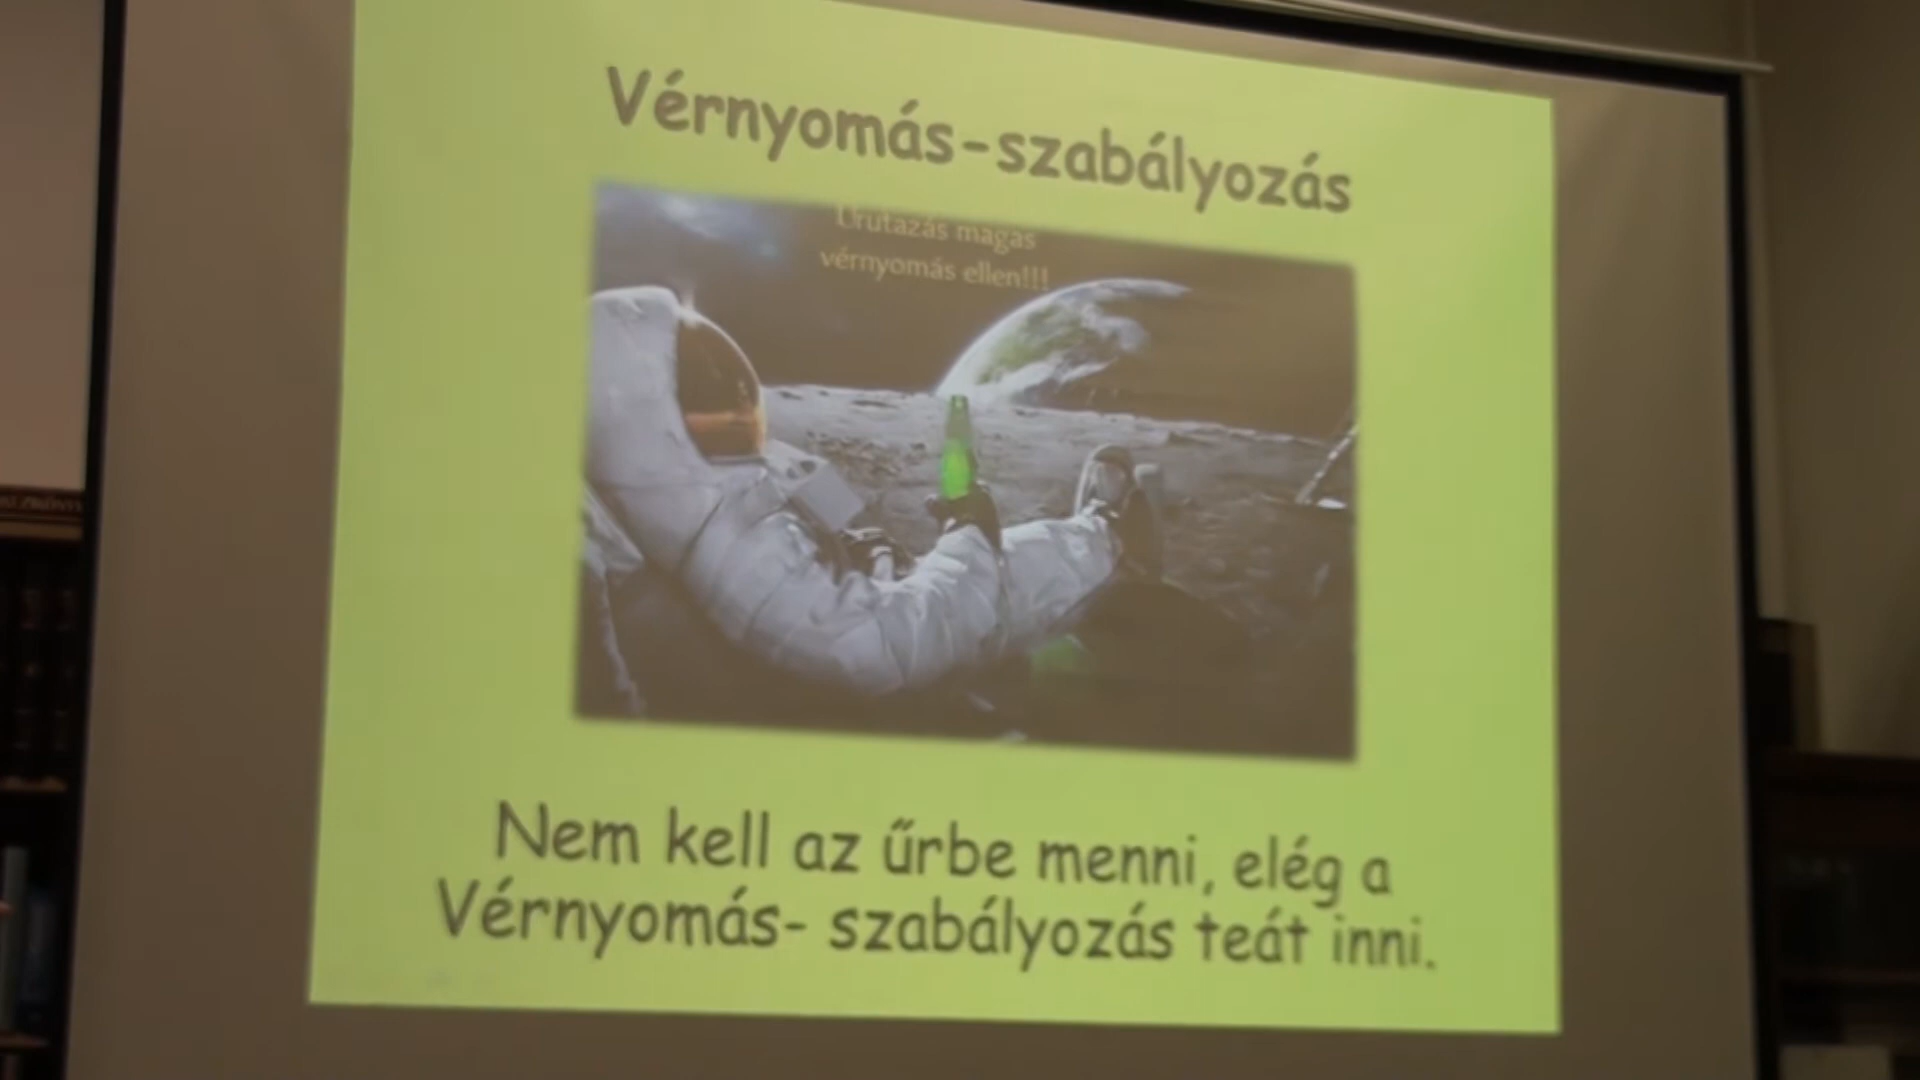 Vérnyomás-szabályozás
Űrutazás magas
vérnyomás ellen!!!
Nem kell az űrbe menni, elég a
Vérnyomás- szabályozás teát inni.